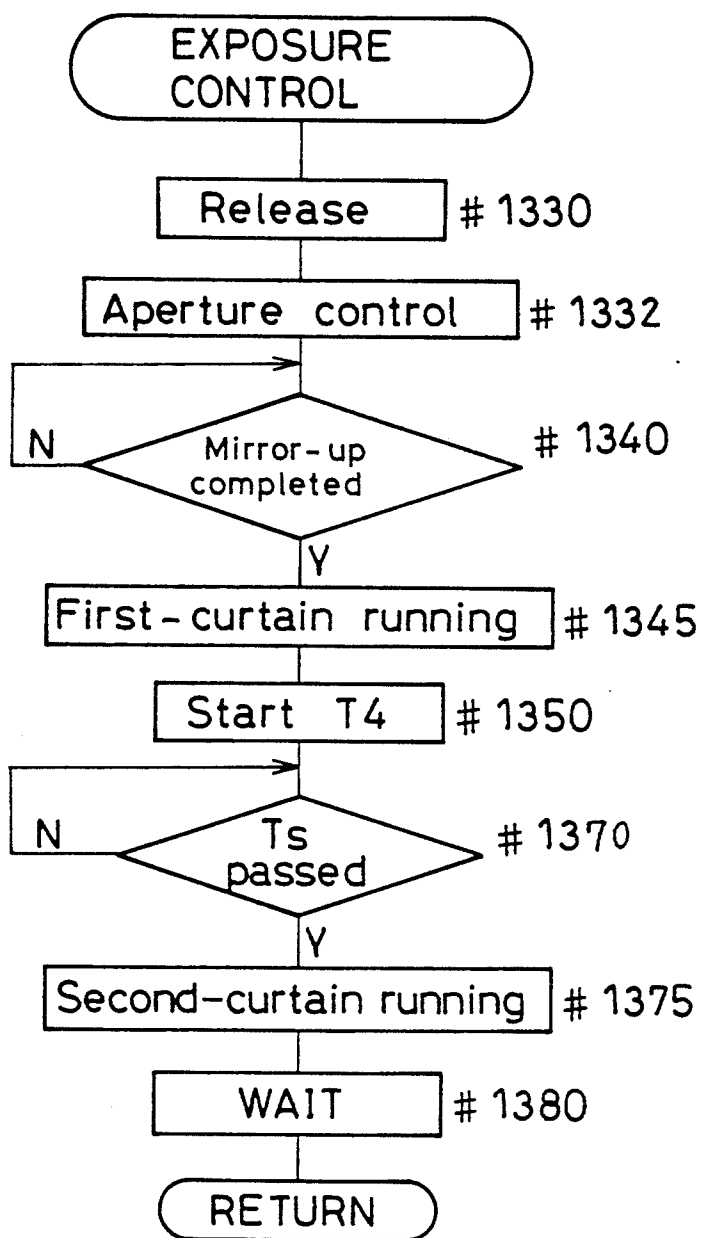 EXPOSURE
CONTROL
Release # 1330
Aperture control # 1332
N
Mirror-up
completed
# 1340
Y
First-curtain running # 1345
Start T4 # 1350
N
Ts
passed
# 1370
Y
Second-curtain running # 1375
WAIT # 1380
RETURN